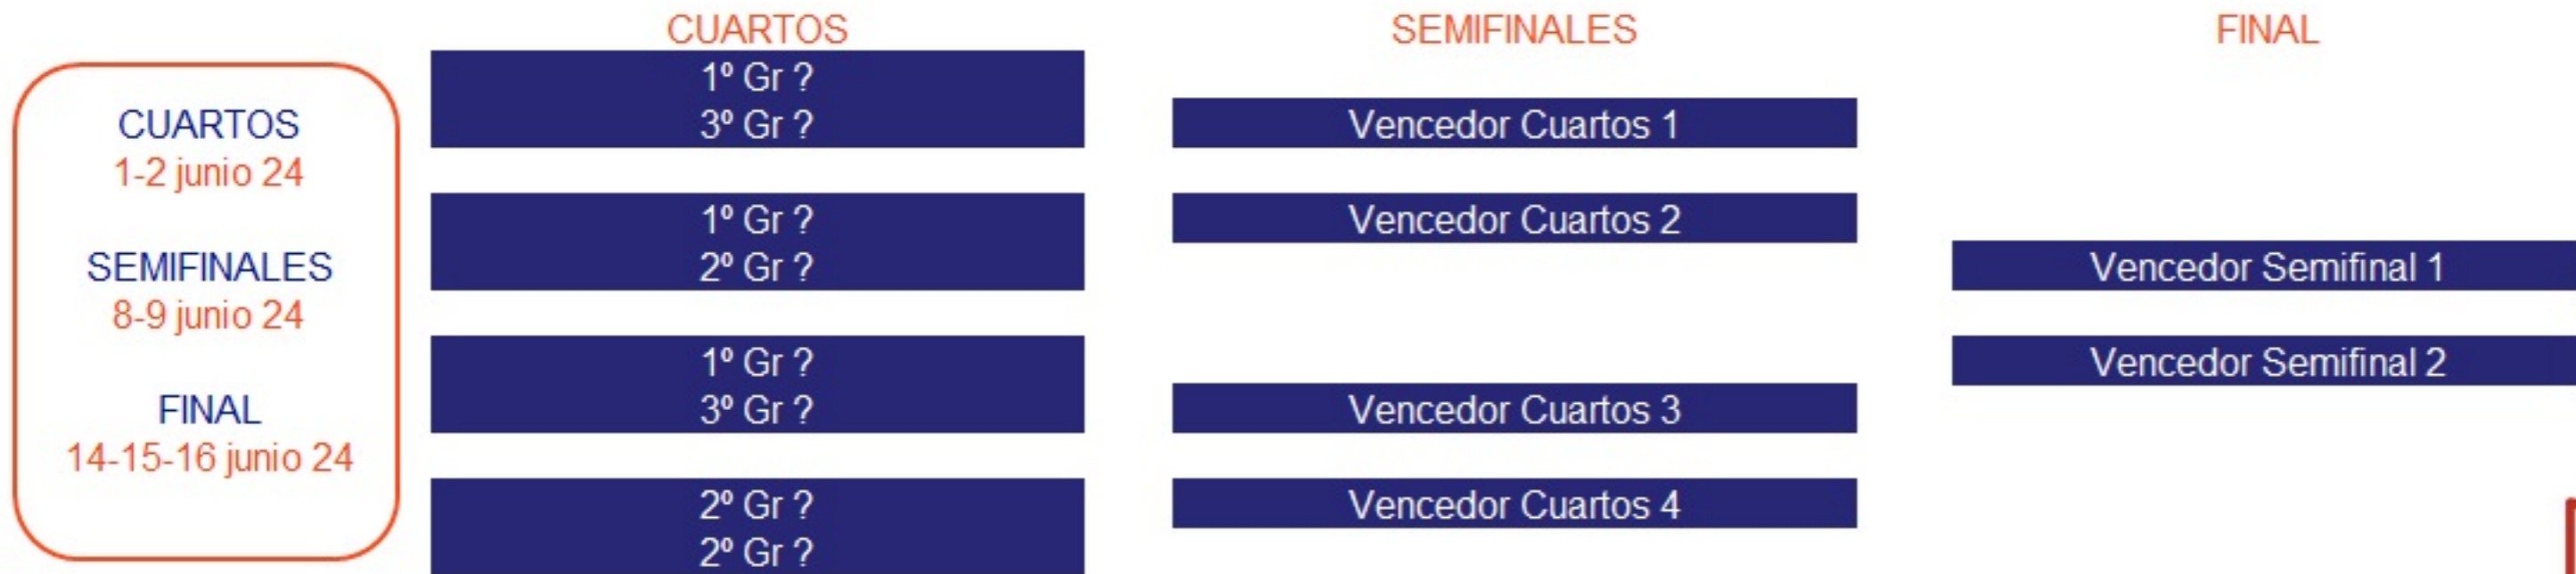 CUARTOS
1-2 junio 24
SEMIFINALES
8-9 junio 24
FINAL
14-15-16 junio 24
CUARTOS
1º Gr ?
3º Gr ?
1º Gr ?
2º Gr ?
1º Gr ?
3º Gr ?
2º Gr ?
2º Gr ?
SEMIFINALES
Vencedor Cuartos 1
Vencedor Cuartos 2
Vencedor Cuartos 3
Vencedor Cuartos 4
FINAL
Vencedor Semifinal 1
Vencedor Semifinal 2